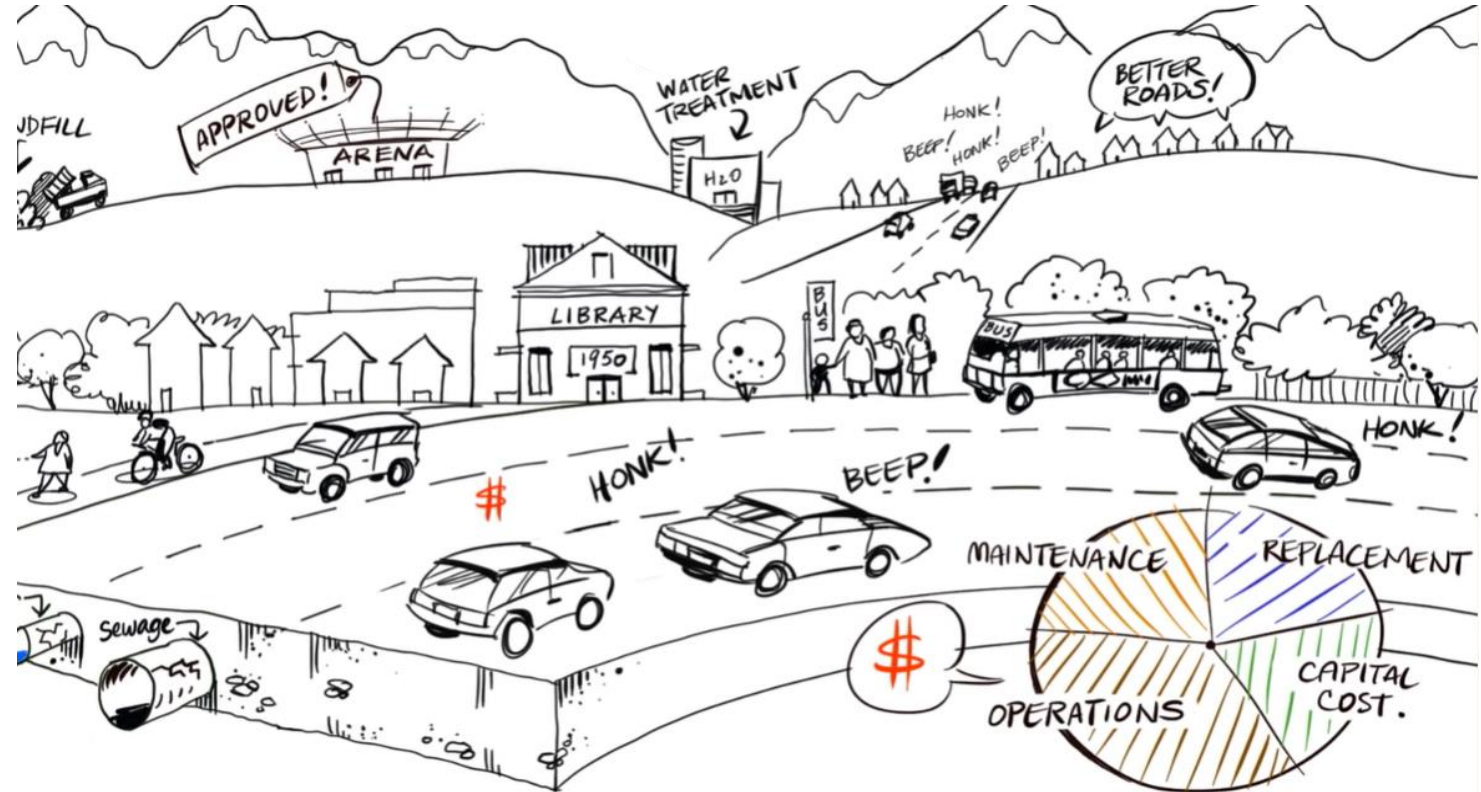 NDFILL
APPROVED!
ARENA
WATER
TREATMENT
H2O
HONK!
BEEP!
HONK!
BEEP!
BETTER
ROADS!
LIBRARY
1950
BUS
BUS
HONK!
HONK!
BEEP!
$
sewage
$
MAINTENANCE
REPLACEMENT
OPERATIONS
CAPITAL
COST.